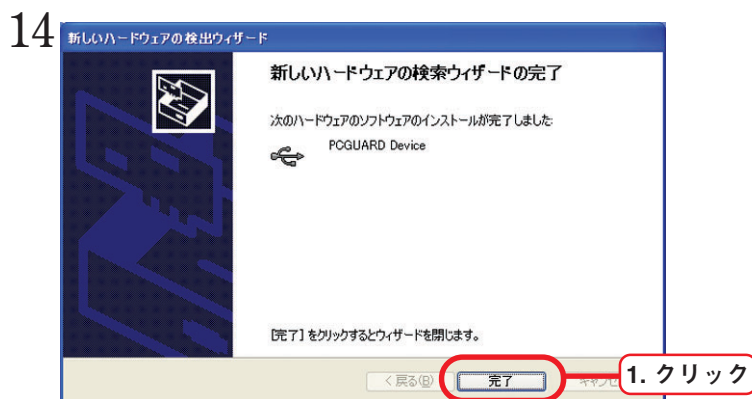 14
新しいハードウェアの検出ウィザード
新しいハードウェアの検索ウィザードの完了
次のハードウェアのソフトウェアのインストールが完了しました:
PCGUARD Device
[完了] をクリックするとウィザードを閉じます。
< 戻る(B) 完了
1. クリック